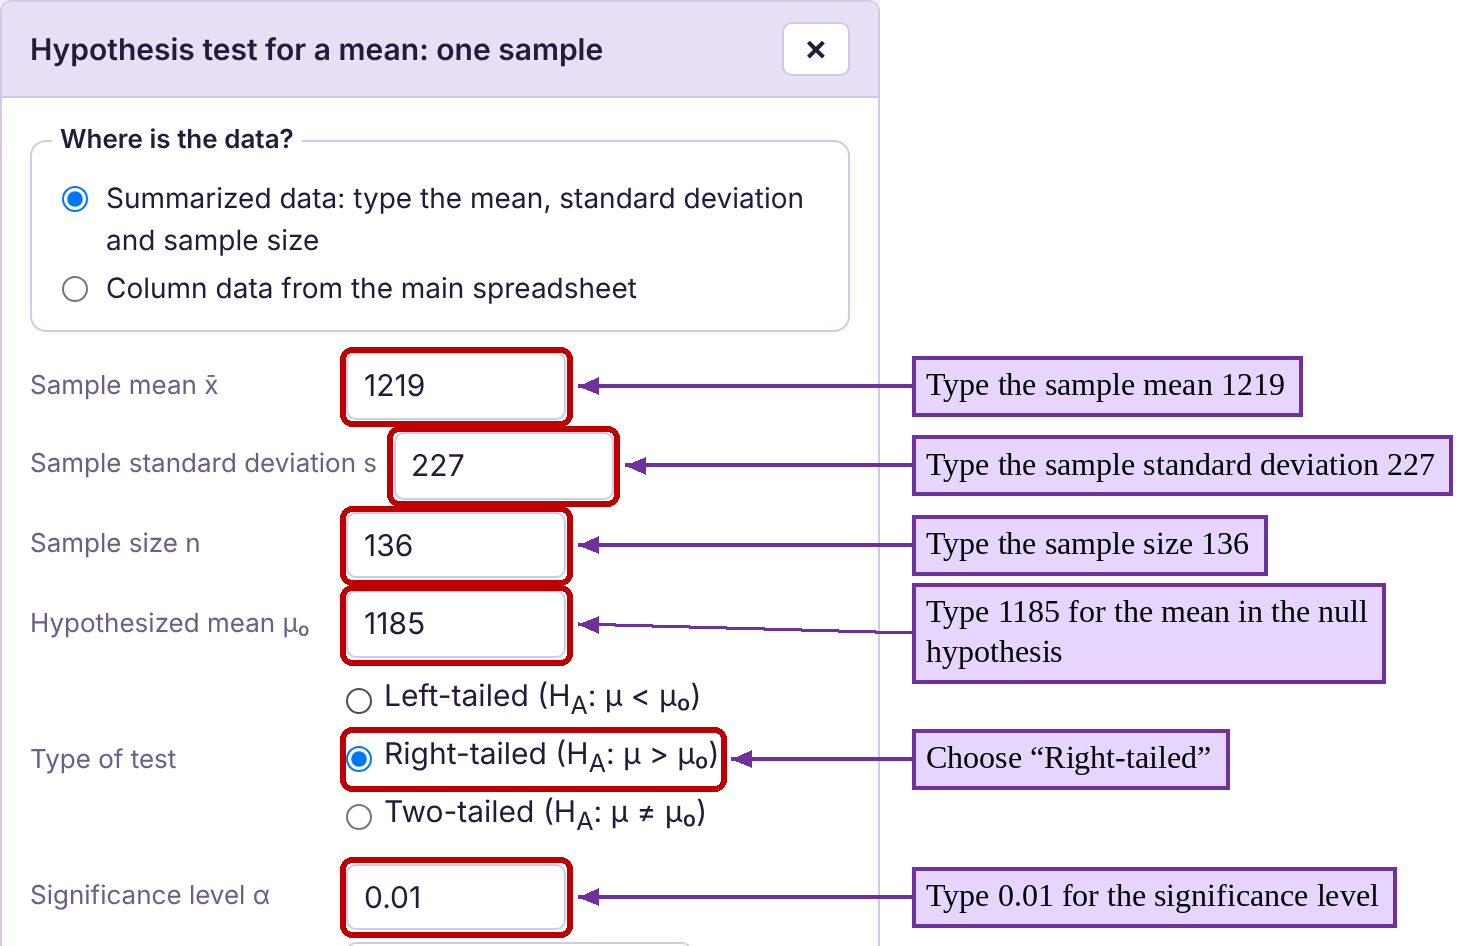 Hypothesis test for a mean: one sample
×
Where is the data?
Summarized data: type the mean, standard deviation
and sample size
Column data from the main spreadsheet
Sample mean x̄
1219
Type the sample mean 1219
Sample standard deviation s
227
Type the sample standard deviation 227
Sample size n
136
Type the sample size 136
Hypothesized mean μ₀
1185
Type 1185 for the mean in the null
hypothesis
Left-tailed (H_A: μ < μ₀)
Type of test
Right-tailed (H_A: μ > μ₀)
Choose “Right-tailed”
Two-tailed (H_A: μ ≠ μ₀)
Significance level α
0.01
Type 0.01 for the significance level